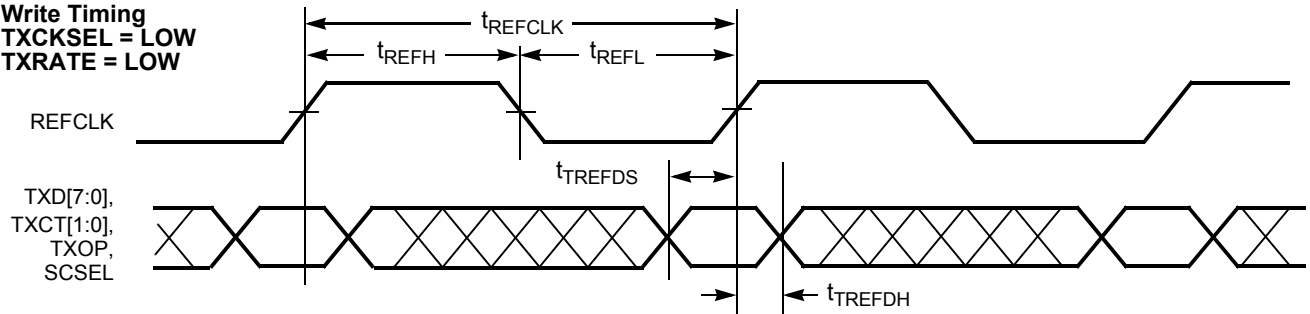 Write Timing
TXCKSEL = LOW
TXRATE = LOW
tREFCLK
tREFH
tREFL
REFCLK
tTREFDS
TXD[7:0],
TXCT[1:0],
TXOP,
SCSEL
tTREFDH